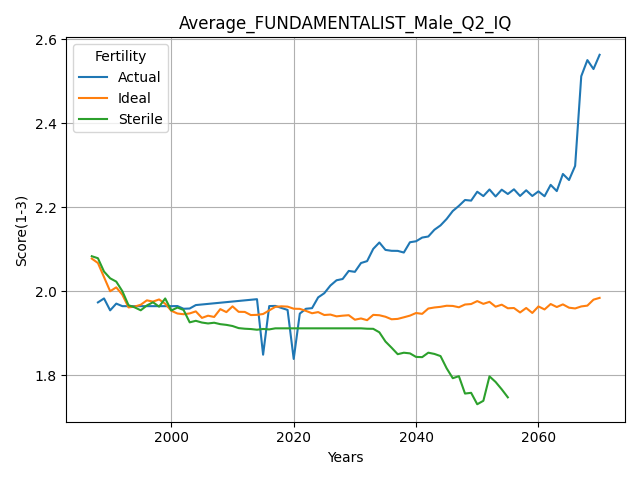 Average_FUNDAMENTALIST_Male_Q2_IQ
Fertility
Actual
Ideal
Sterile
Score(1-3)
2.6
2.4
2.2
2.0
1.8
2000
2020
2040
2060
Years